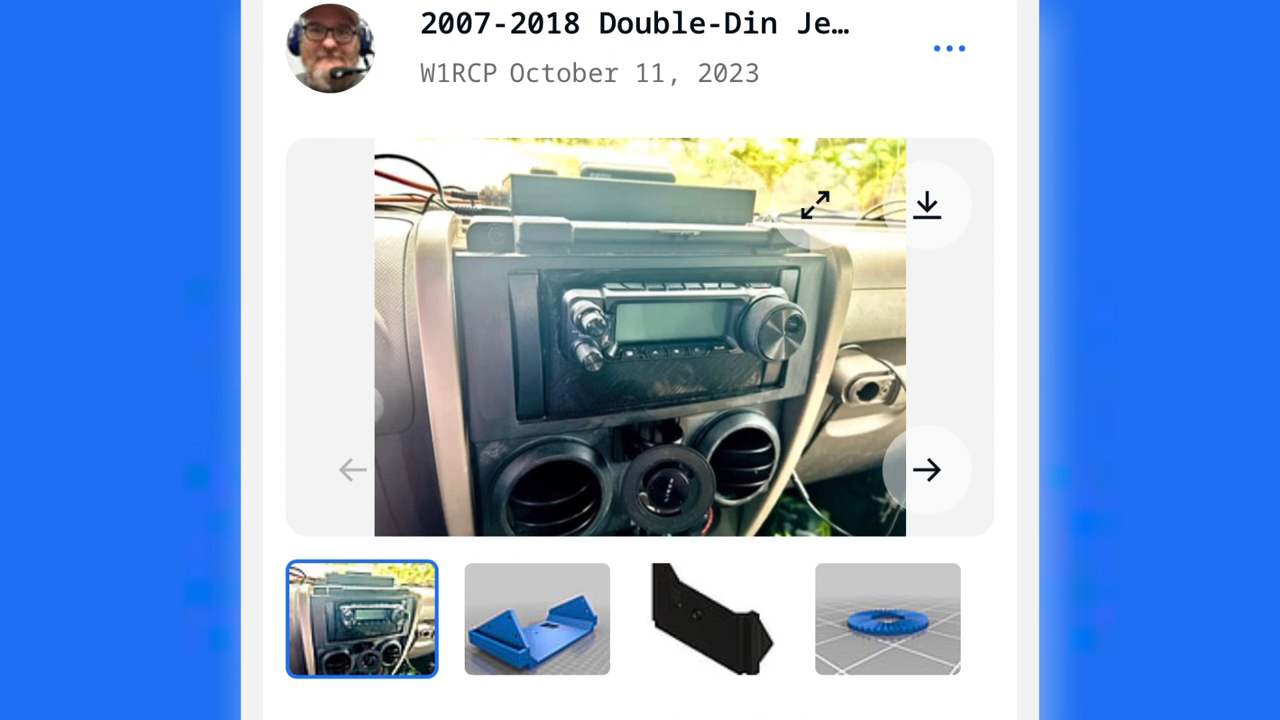 2007-2018 Double-Din Je…
W1RCP October 11, 2023